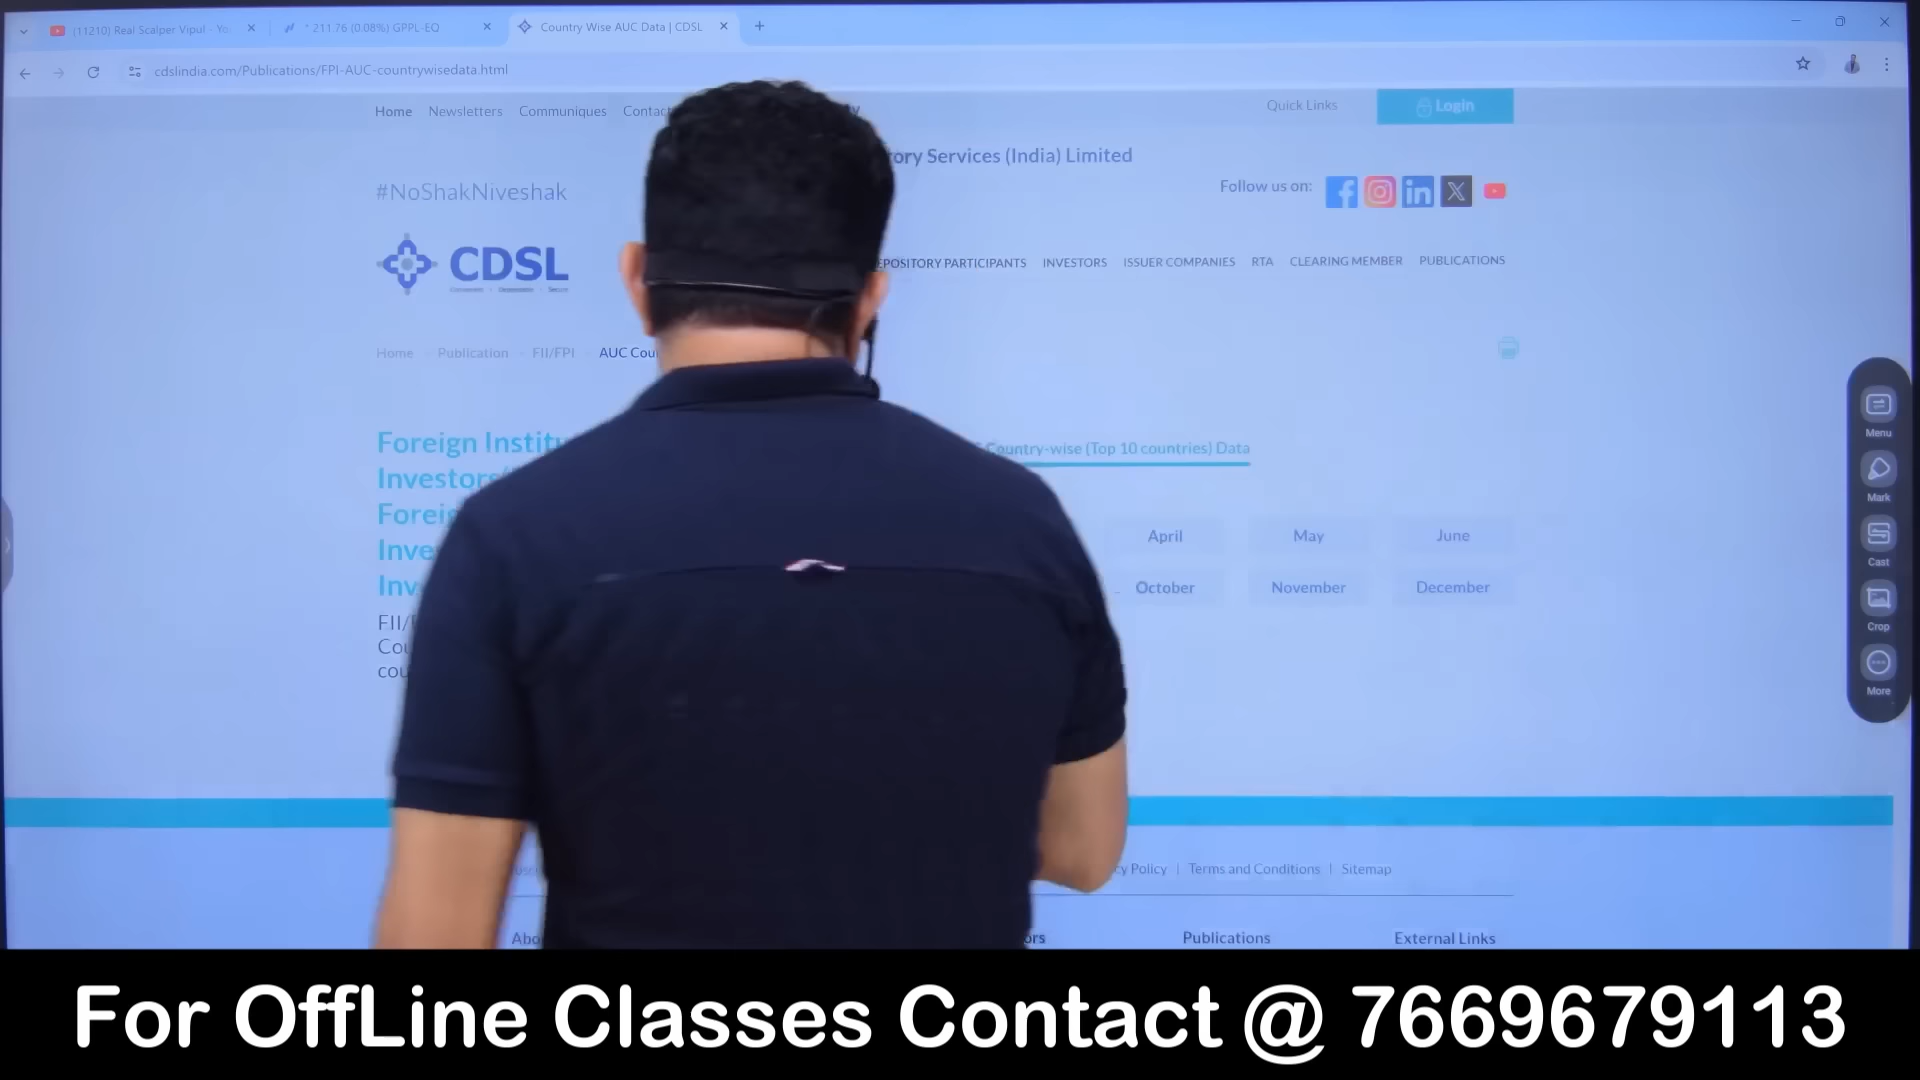 (11210) Real Scalper Vipul - Yo
* 211.76 (0.08%) GPPL-EQ
Country Wise AUC Data | CDSL
cdslindia.com/Publications/FPI-AUC-countrywisedata.html
Home Newsletters Communiques Contac
Quick Links
Login
tory Services (India) Limited
#NoShakNiveshak
Follow us on:
CDSL
EPOSITORY PARTICIPANTS INVESTORS ISSUER COMPANIES RTA CLEARING MEMBER PUBLICATIONS
Home Publication FII/FPI AUC Cou
Foreign Institu
Investors/
Foreig
Inve
Inv
FII/F
Cou
cou
Country-wise (Top 10 countries) Data
April May June
October November December
Menu
Mark
Cast
Crop
More
cy Policy | Terms and Conditions | Sitemap
Abo
ors
Publications
External Links
For OffLine Classes Contact @ 7669679113